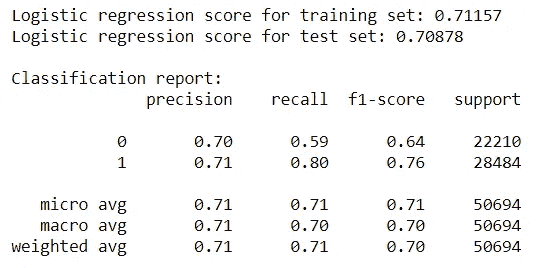 Logistic regression score for training set: 0.71157
Logistic regression score for test set: 0.70878
Classification report:
precision recall f1-score support
0 0.70 0.59 0.64 22210
1 0.71 0.80 0.76 28484
micro avg 0.71 0.71 0.71 50694
macro avg 0.71 0.70 0.70 50694
weighted avg 0.71 0.71 0.70 50694